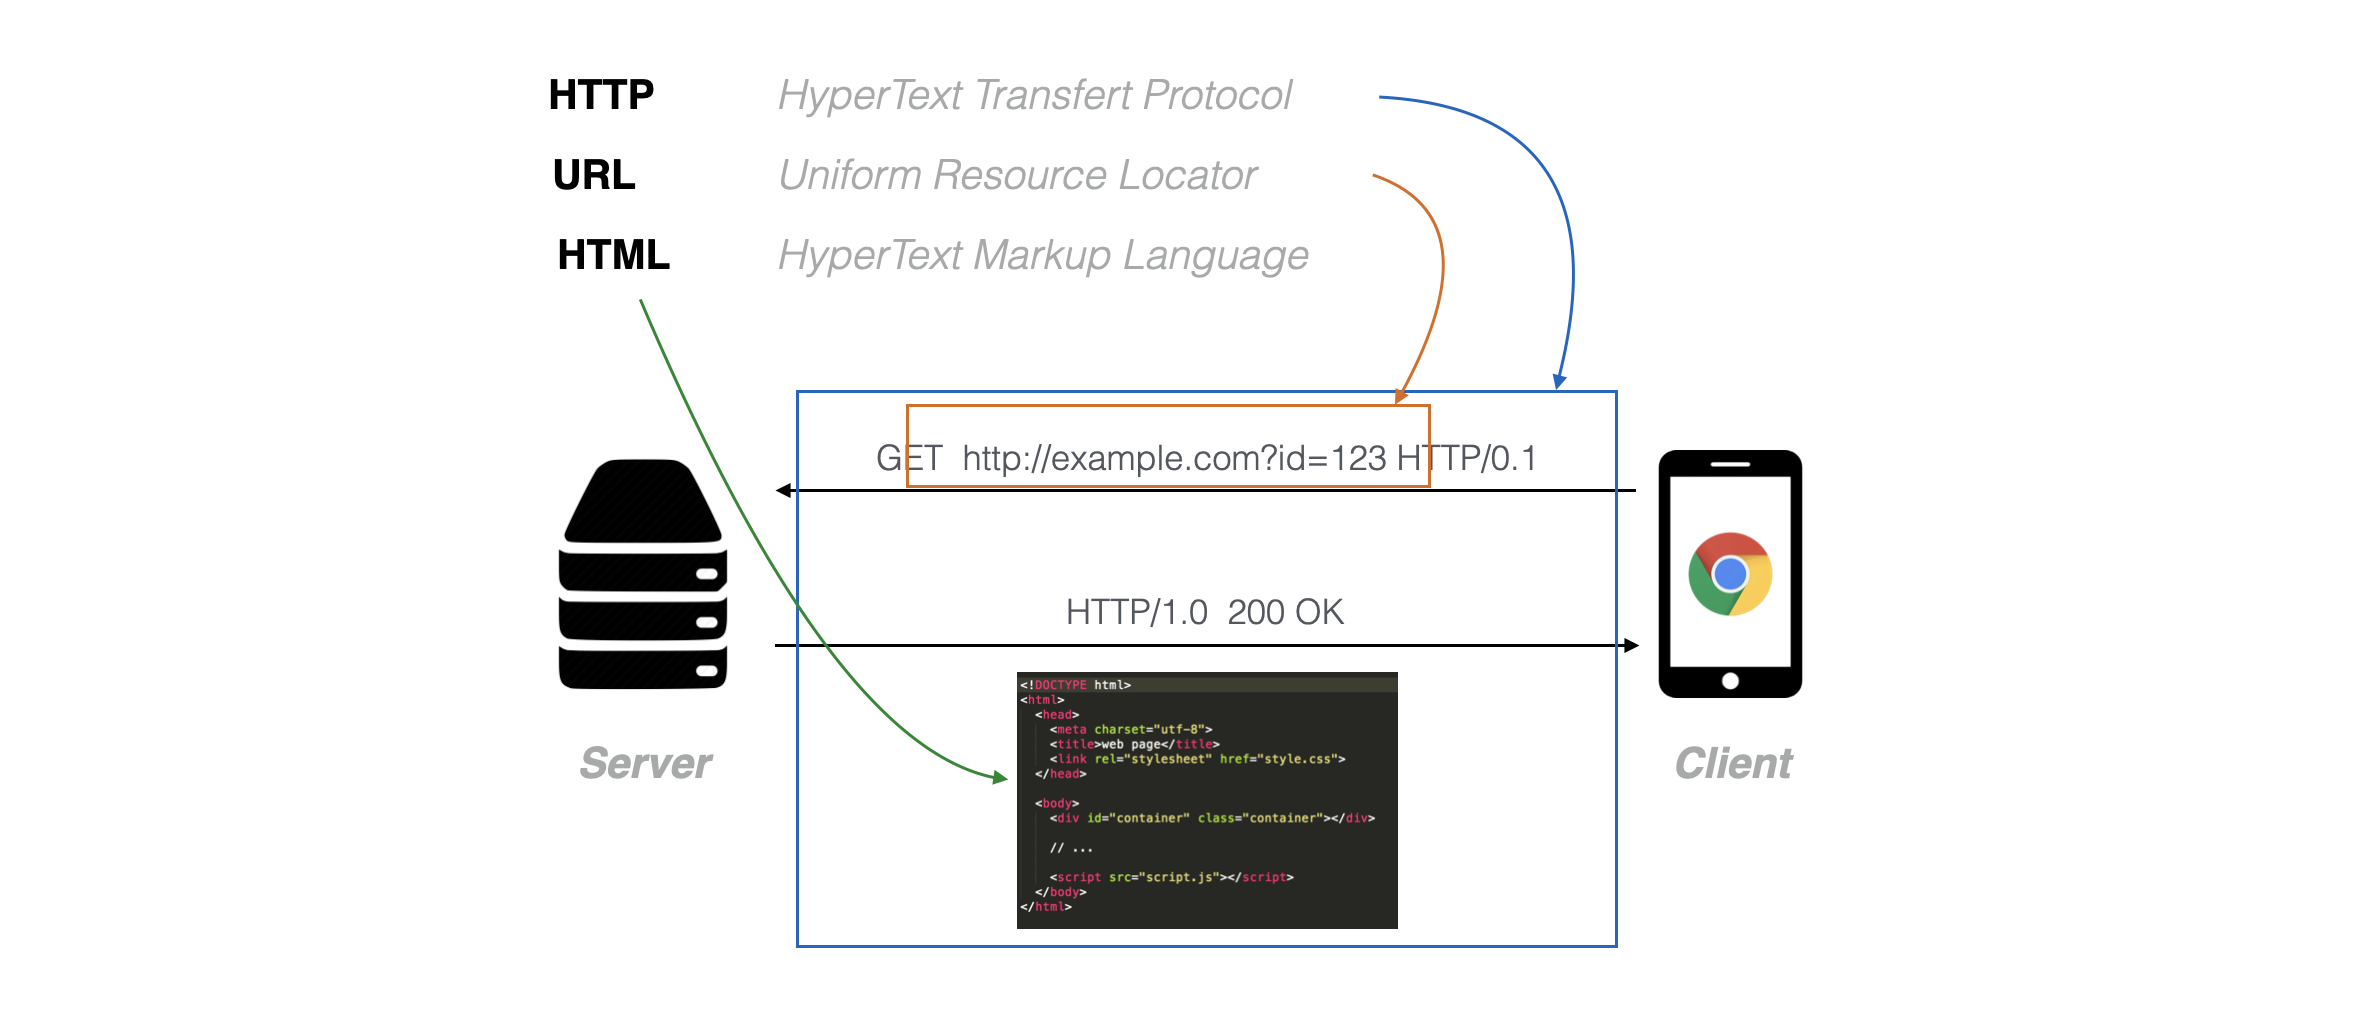 HTTP HyperText Transfert Protocol
URL Uniform Resource Locator
HTML HyperText Markup Language
GET http://example.com?id=123 HTTP/0.1
HTTP/1.0 200 OK
<!DOCTYPE html>
<html>
<head>
<meta charset="utf-8">
<title>web page</title>
<link rel="stylesheet" href="style.css">
</head>
<body>
<div id="container" class="container"></div>
// ...
<script src="script.js"></script>
</body>
</html>
Server
Client